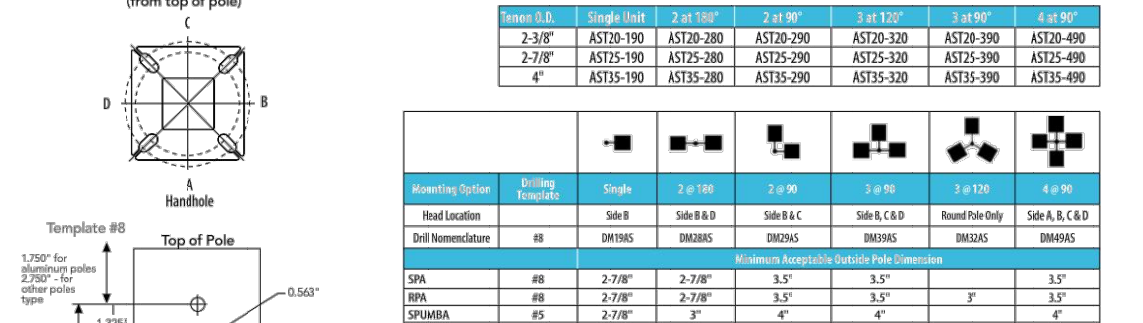 (from top of pole)
C
D
B
A
Handhole
Template #8
Top of Pole
1.750" for
aluminum poles
2.750" - for
other poles
type
0.563"
Tenon O.D. Single Unit 2 at 180° 2 at 90° 3 at 120° 3 at 90° 4 at 90°
2-3/8" AST20-190 AST20-280 AST20-290 AST20-320 AST20-390 AST20-490
2-7/8" AST25-190 AST25-280 AST25-290 AST25-320 AST25-390 AST25-490
4" AST35-190 AST35-280 AST35-290 AST35-320 AST35-390 AST35-490
Mounting Option Drilling Template Single 2 @ 180 2 @ 90 3 @ 90 3 @ 120 4 @ 90
Head Location Side B Side B & D Side B & C Side B, C & D Round Pole Only Side A, B, C & D
Drill Nomenclature #8 DM19AS DM28AS DM29AS DM39AS DM32AS DM49AS
Minimum Acceptable Outside Pole Dimension
SPA #8 2-7/8" 2-7/8" 3.5" 3.5" 3.5"
RPA #8 2-7/8" 2-7/8" 3.5" 3.5" 3" 3.5"
SPUMBA #5 2-7/8" 3" 4" 4" 4"